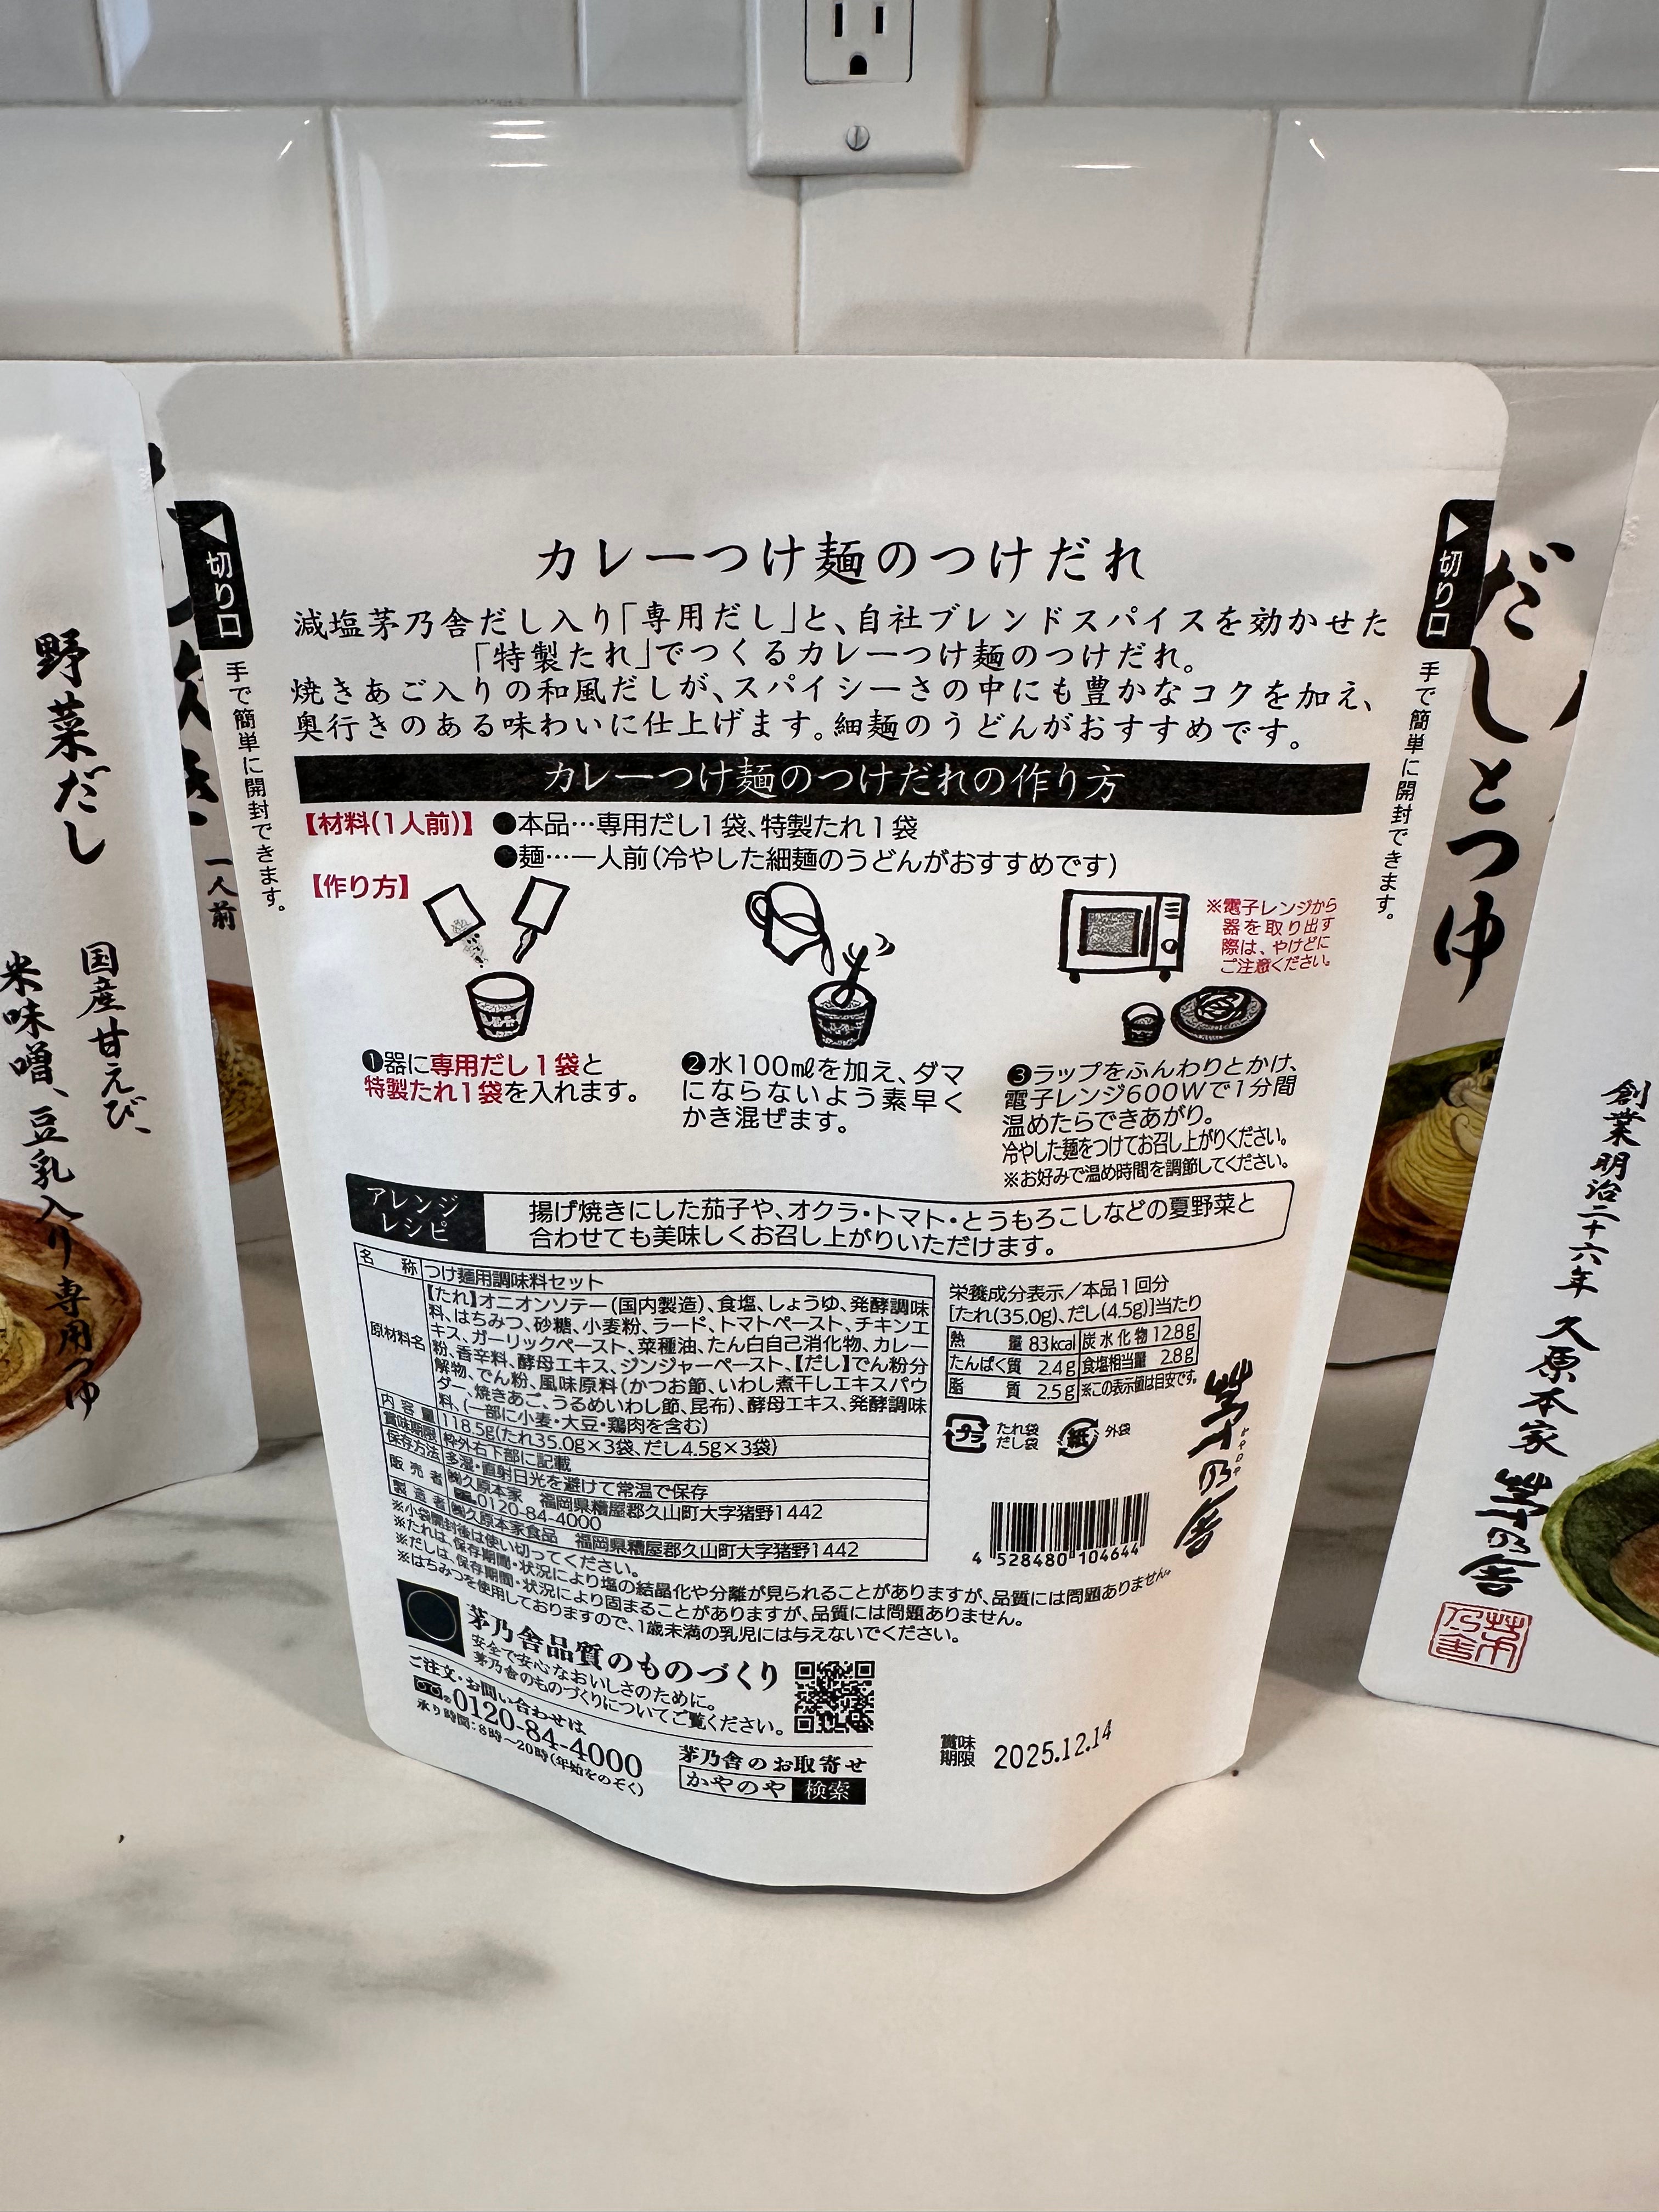 カレーつけ麺のつけだれ
減塩茅乃舎だし入り「専用だし」と、自社ブレンドスパイスを効かせた
「特製たれ」でつくるカレーつけ麺のつけだれ。
焼きあご入りの和風だしが、スパイシーさの中にも豊かなコクを加え、
奥行きのある味わいに仕上げます。細麺のうどんがおすすめです。
◀切り口
手で簡単に開封できます。
▶切り口
手で簡単に開封できます。
カレーつけ麺のつけだれの作り方
【材料(1人前)】 ●本品…専用だし1袋、特製たれ1袋
●麺…一人前(冷やした細麺のうどんがおすすめです)
【作り方】
※電子レンジから
器を取り出す
際は、やけどに
ご注意ください。
❶器に専用だし1袋と
特製たれ1袋を入れます。
❷水100mlを加え、ダマ
にならないよう素早く
かき混ぜます。
❸ラップをふんわりとかけ、
電子レンジ600Wで1分間
温めたらできあがり。
冷やした麺をつけてお召し上がりください。
※お好みで温め時間を調節してください。
アレンジ
レシピ
揚げ焼きにした茄子や、オクラ・トマト・とうもろこしなどの夏野菜と
合わせても美味しくお召し上がりいただけます。
名称 つけ麺用調味料セット
原材料名 【たれ】オニオンソテー(国内製造)、食塩、しょうゆ、発酵調味
料、はちみつ、砂糖、小麦粉、ラード、トマトペースト、チキンエ
キス、ガーリックペースト、菜種油、たん白自己消化物、カレー
粉、香辛料、酵母エキス、ジンジャーペースト、【だし】でん粉分
解物、でん粉、風味原料(かつお節、いわし煮干しエキスパウ
ダー、焼きあご、うるめいわし節、昆布)、酵母エキス、発酵調味
料、(一部に小麦・大豆・鶏肉を含む)
内容量 118.5g(たれ35.0g×3袋、だし4.5g×3袋)
賞味期限 枠外右下部に記載
保存方法 多湿・直射日光を避けて常温で保存
販売者 ㈱久原本家 福岡県糟屋郡久山町大字猪野1442
0120-84-4000
製造者 ㈱久原本家食品 福岡県糟屋郡久山町大字猪野1442
栄養成分表示/本品1回分
[たれ(35.0g)、だし(4.5g)]当たり
熱量 83kcal 炭水化物 12.8g
たんぱく質 2.4g 食塩相当量 2.8g
脂質 2.5g ※この表示値は目安です。
プラ たれ袋
だし袋
紙 外袋
茅乃舎
かやのや
4 528480 104644
※小袋開封後は使い切ってください。
※たれは、保存期間・状況により塩の結晶化や分離が見られることがありますが、品質には問題ありません。
※だしは、保存期間・状況により固まることがありますが、品質には問題ありません。
※はちみつを使用しておりますので、1歳未満の乳児には与えないでください。
茅乃舎品質のものづくり
安全で安心なおいしさのために。
茅乃舎のものづくりについてご覧ください。
ご注文・お問い合わせは
0120-84-4000
承り時間:8時〜20時(年始をのぞく)
茅乃舎のお取寄せ
かやのや 検索
賞味
期限 2025.12.14
野菜だし
国産甘えび、
米味噌、豆乳入り専用つゆ
一人前
だしとつゆ
創業明治二十六年 久原本家 茅乃舎
茅乃舎